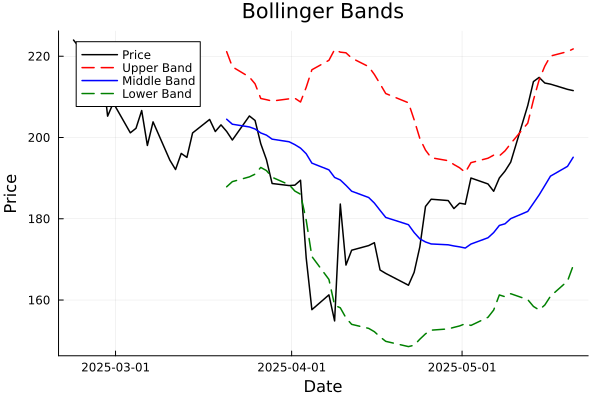 Bollinger Bands
Price
Upper Band
Middle Band
Lower Band
220
200
180
160
Price
2025-03-01
2025-04-01
2025-05-01
Date